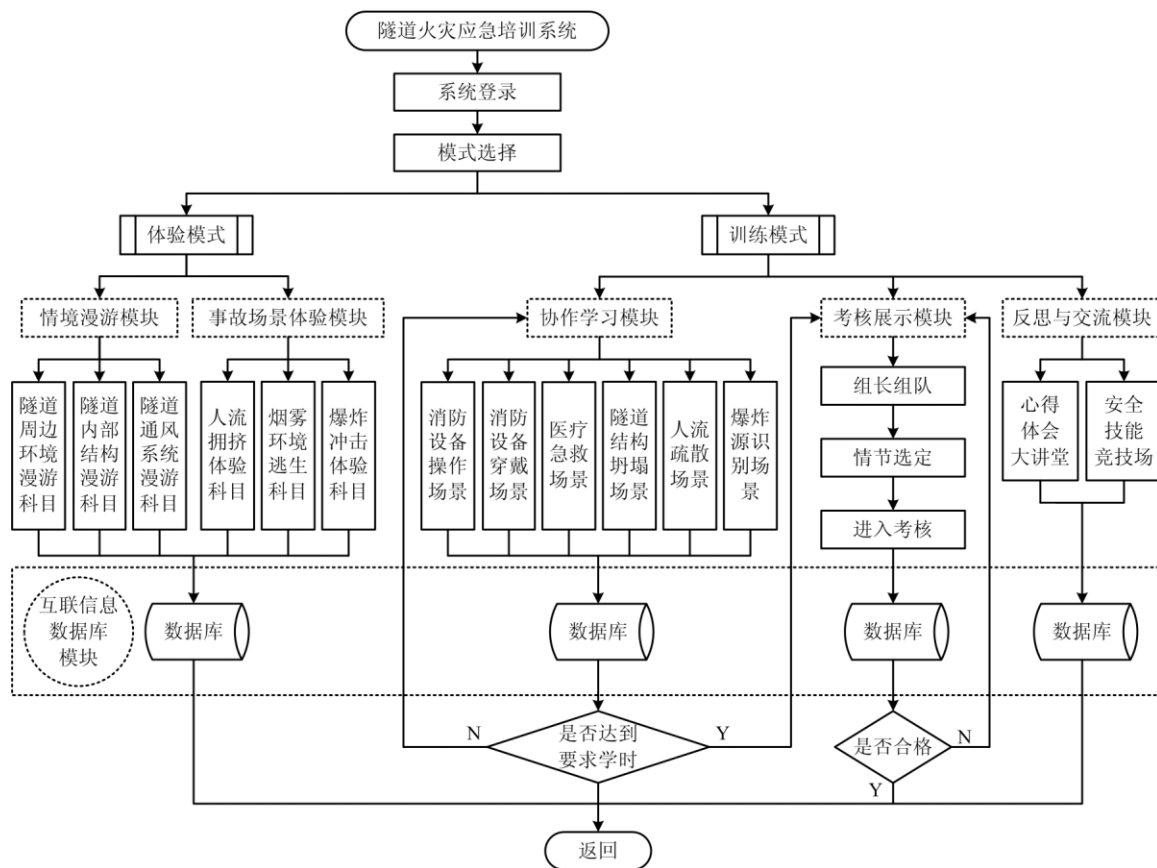 隧道火灾应急培训系统
系统登录
模式选择
体验模式
训练模式
情境漫游模块
事故场景体验模块
协作学习模块
考核展示模块
反思与交流模块
隧道
周边
环境
漫游
科目
隧道
内部
结构
漫游
科目
隧道
通风
系统
漫游
科目
人流
拥挤
体验
科目
烟雾
环境
逃生
科目
爆炸
冲击
体验
科目
消防
设备
操作
场景
消防
设备
穿戴
场景
医疗
急救
场景
隧道
结构
坍塌
场景
人流
疏散
场景
爆炸
源识
别场
景
组长组队
情节选定
进入考核
心得
体会
大讲堂
安全
技能
竞技场
互联信息
数据库
模块
数据库
数据库
数据库
数据库
N
是否达到
要求学时
Y
是否合格
N
Y
返回